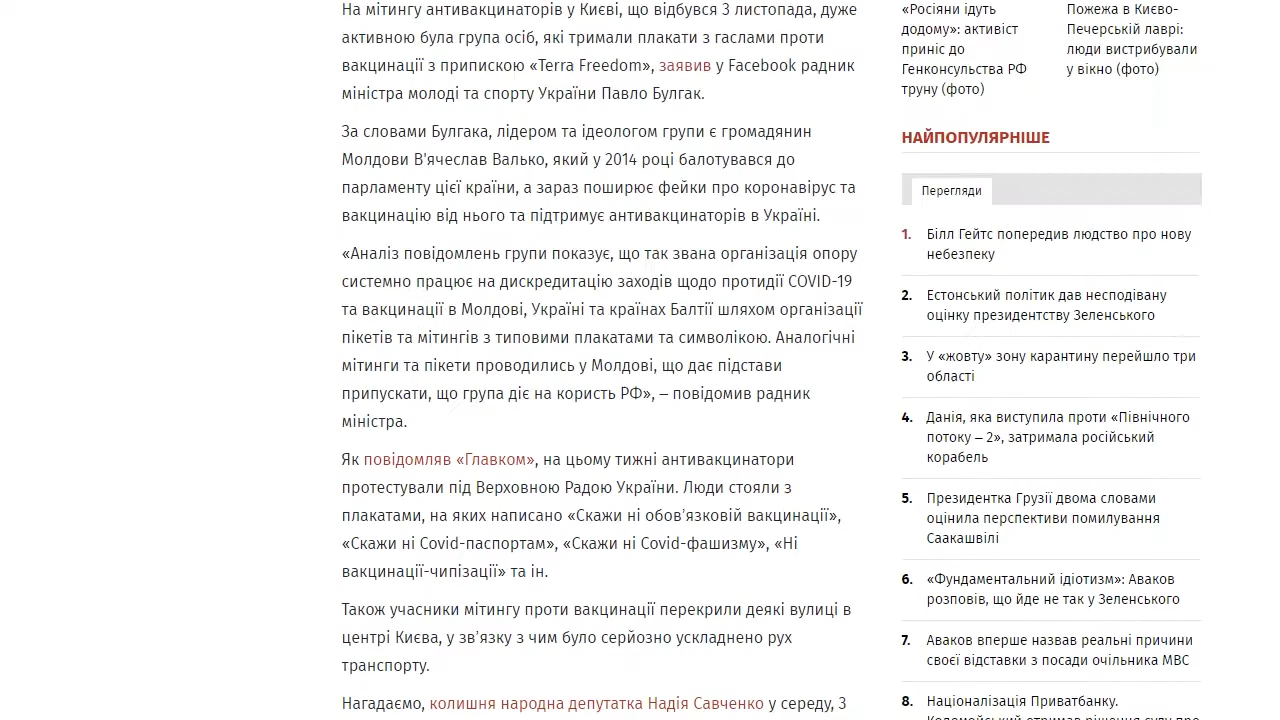 На мітингу антивакцинаторів у Києві, що відбувся 3 листопада, дуже
активною була група осіб, які тримали плакати з гаслами проти
вакцинації з припискою «Terra Freedom», заявив у Facebook радник
міністра молоді та спорту України Павло Булгак.
За словами Булгака, лідером та ідеологом групи є громадянин
Молдови В'ячеслав Валько, який у 2014 році балотувався до
парламенту цієї країни, а зараз поширює фейки про коронавірус та
вакцинацію від нього та підтримує антивакцинаторів в Україні.
«Аналіз повідомлень групи показує, що так звана організація опору
системно працює на дискредитацію заходів щодо протидії COVID-19
та вакцинації в Молдові, Україні та країнах Балтії шляхом організації
пікетів та мітингів з типовими плакатами та символікою. Аналогічні
мітинги та пікети проводились у Молдові, що дає підстави
припускати, що група діє на користь РФ», – повідомив радник
міністра.
Як повідомляв «Главком», на цьому тижні антивакцинатори
протестували під Верховною Радою України. Люди стояли з
плакатами, на яких написано «Скажи ні обов’язковій вакцинації»,
«Скажи ні Covid-паспортам», «Скажи ні Covid-фашизму», «Ні
вакцинації-чипізації» та ін.
Також учасники мітингу проти вакцинації перекрили деякі вулиці в
центрі Києва, у зв’язку з чим було серйозно ускладнено рух
транспорту.
Нагадаємо, колишня народна депутатка Надія Савченко у середу, 3
«Росіяни ідуть
додому»: активіст
приніс до
Генконсульства РФ
труну (фото)
Пожежа в Києво-
Печерській лаврі:
люди вистрибували
у вікно (фото)
НАЙПОПУЛЯРНІШЕ
Перегляди
1. Білл Гейтс попередив людство про нову
небезпеку
2. Естонський політик дав несподівану
оцінку президентству Зеленського
3. У «жовту» зону карантину перейшло три
області
4. Данія, яка виступила проти «Північного
потоку – 2», затримала російський
корабель
5. Президентка Грузії двома словами
оцінила перспективи помилування
Саакашвілі
6. «Фундаментальний ідіотизм»: Аваков
розповів, що йде не так у Зеленського
7. Аваков вперше назвав реальні причини
своєї відставки з посади очільника МВС
8. Націоналізація Приватбанку.
Коломойський отримав рішення суду про